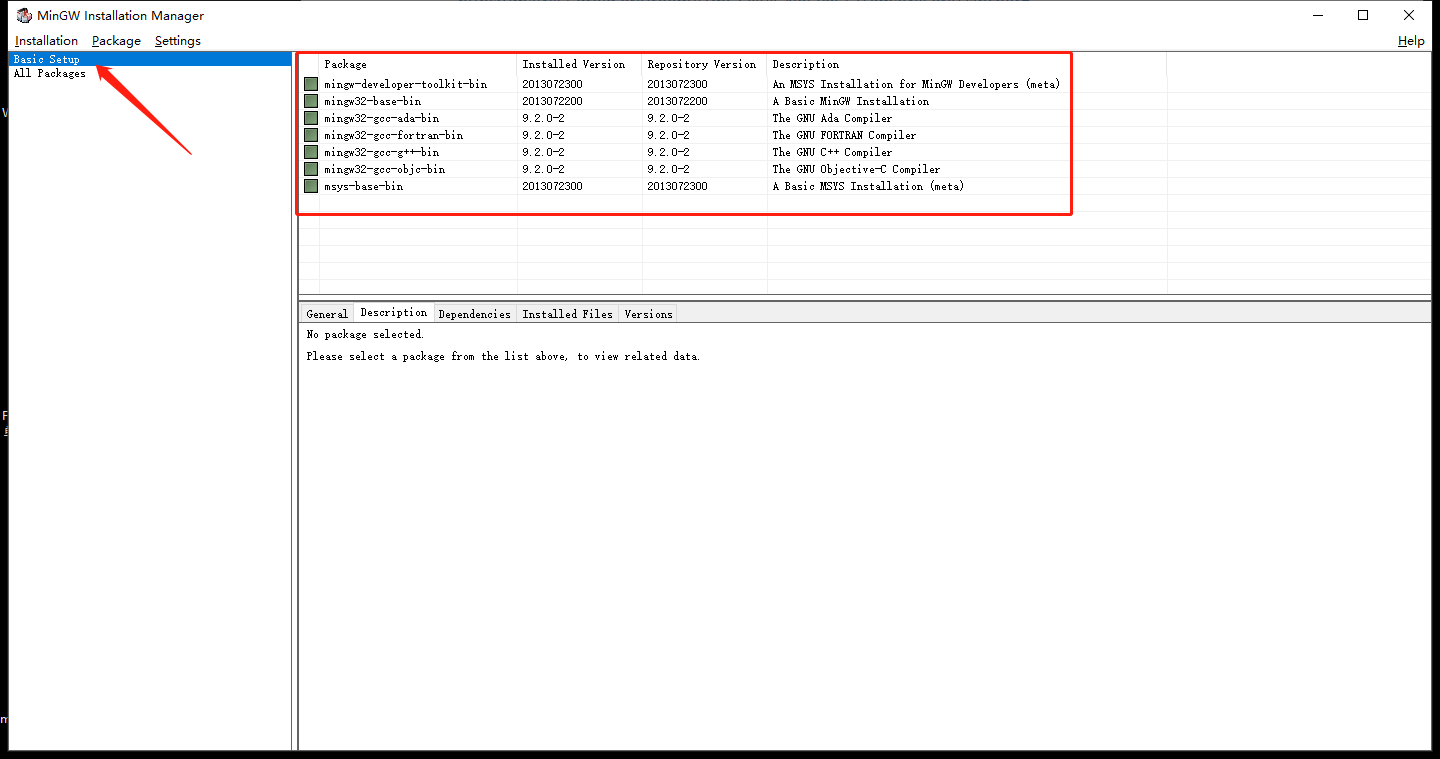 MinGW Installation Manager
Installation Package Settings Help
Basic Setup
All Packages
Package Installed Version Repository Version Description
mingw-developer-toolkit-bin 2013072300 2013072300 An MSYS Installation for MinGW Developers (meta)
mingw32-base-bin 2013072200 2013072200 A Basic MinGW Installation
mingw32-gcc-ada-bin 9.2.0-2 9.2.0-2 The GNU Ada Compiler
mingw32-gcc-fortran-bin 9.2.0-2 9.2.0-2 The GNU FORTRAN Compiler
mingw32-gcc-g++-bin 9.2.0-2 9.2.0-2 The GNU C++ Compiler
mingw32-gcc-objc-bin 9.2.0-2 9.2.0-2 The GNU Objective-C Compiler
msys-base-bin 2013072300 2013072300 A Basic MSYS Installation (meta)
General Description Dependencies Installed Files Versions
No package selected.
Please select a package from the list above, to view related data.